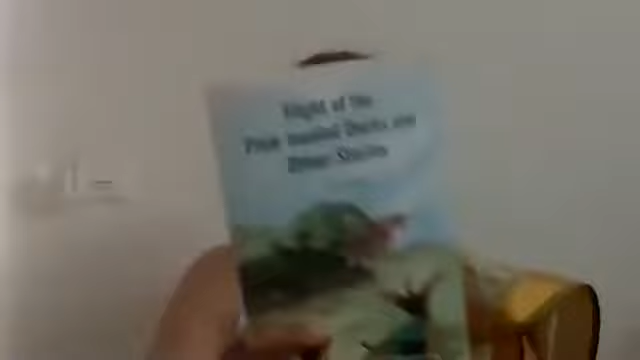 Flight of the
Pink headed Ducks and
Other Stories